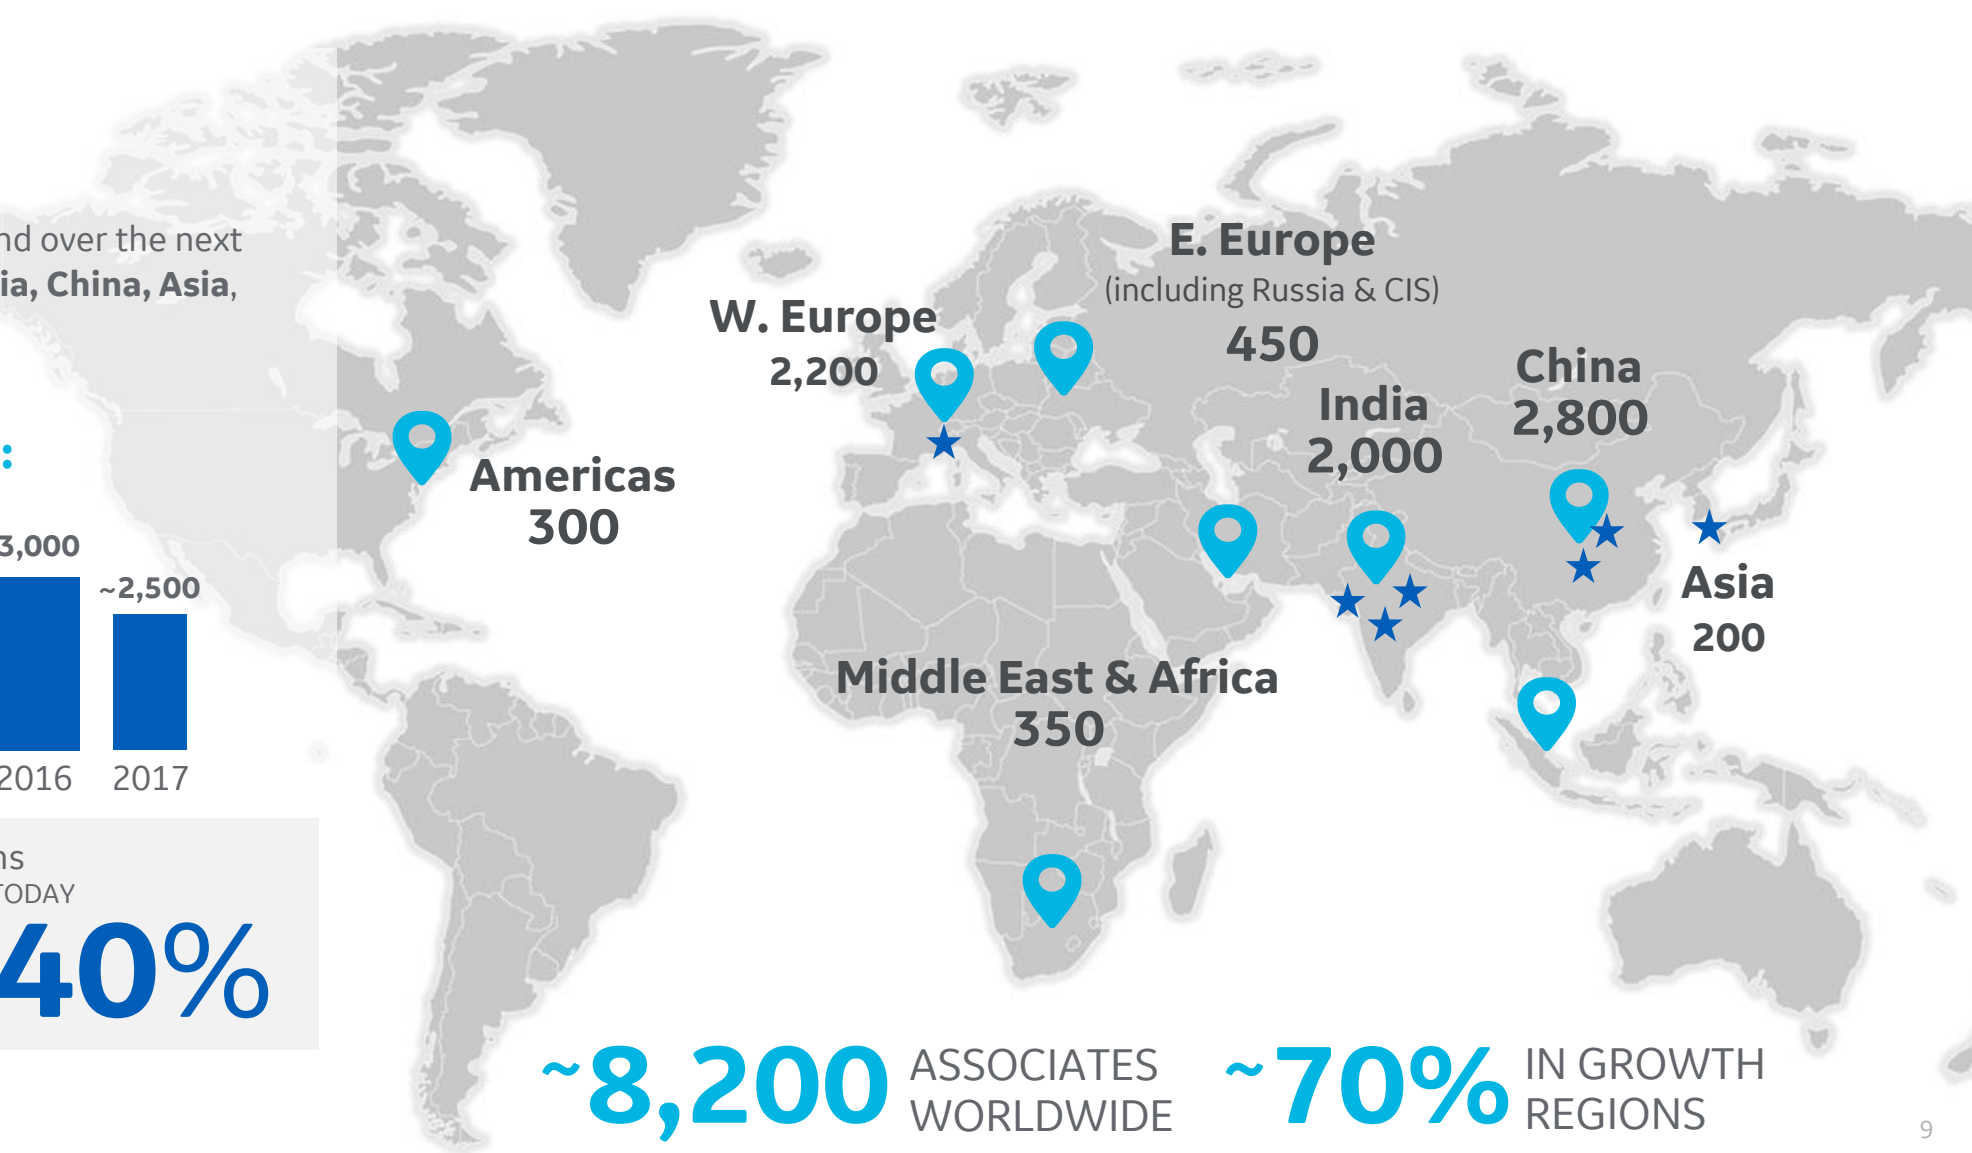 nd over the next
ia, China, Asia,
:
3,000
~2,500
2016 2017
ns
TODAY
40%
Americas
300
W. Europe
2,200
E. Europe
(including Russia & CIS)
450
India
2,000
China
2,800
Asia
200
Middle East & Africa
350
~8,200 ASSOCIATES
WORLDWIDE
~70% IN GROWTH
REGIONS
9